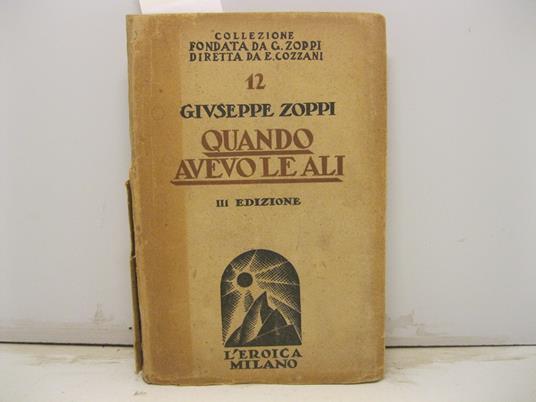 COLLEZIONE
FONDATA DA G. ZOPPI
DIRETTA DA E. COZZANI
12
GIVSEPPE ZOPPI
QUANDO
AVEVO LE ALI
III EDIZIONE
L'EROICA
MILANO